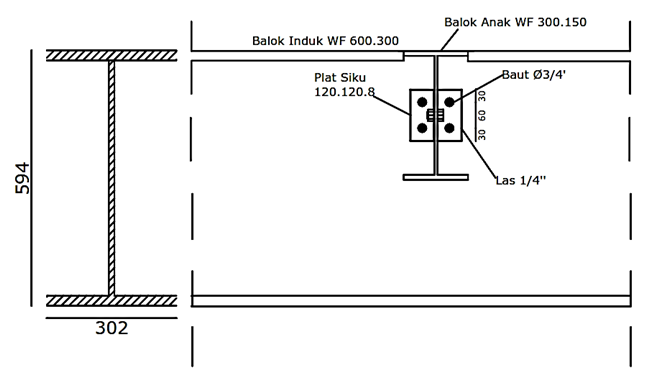 Balok Anak WF 300.150
Balok Induk WF 600.300
Plat Siku
120.120.8
Baut Ø3/4'
30
60
30
Las 1/4"
594
302